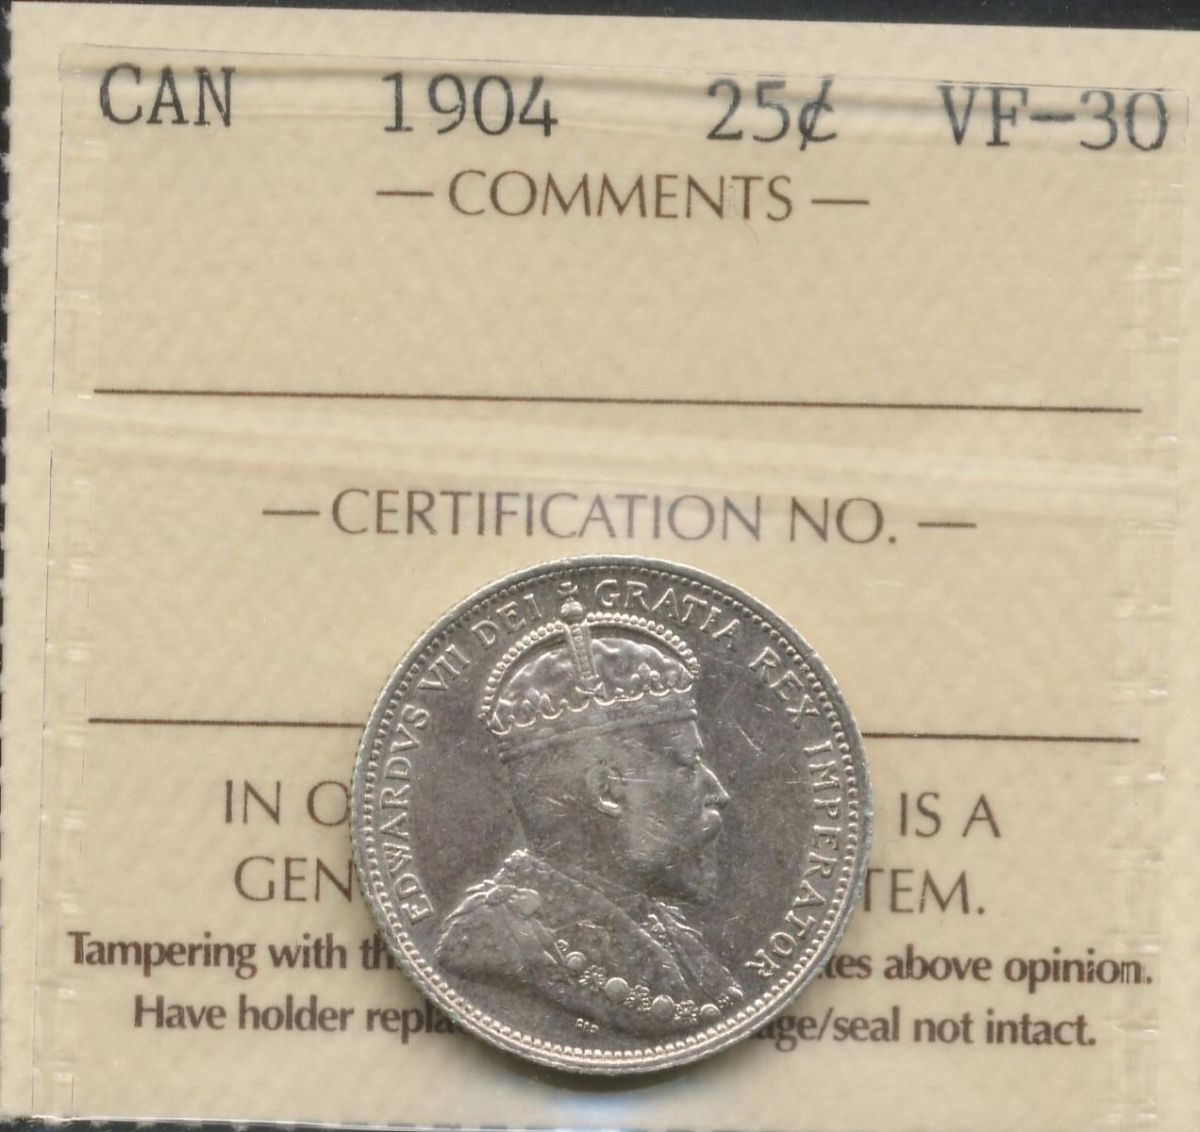 CAN 1904 25¢ VF-30
— COMMENTS —
— CERTIFICATION NO. —
EDWARDVS VII DEI GRATIA REX IMPERATOR
IN O IS A
GEN TEM.
Tampering with th tes above opinion.
Have holder repla age/seal not intact.